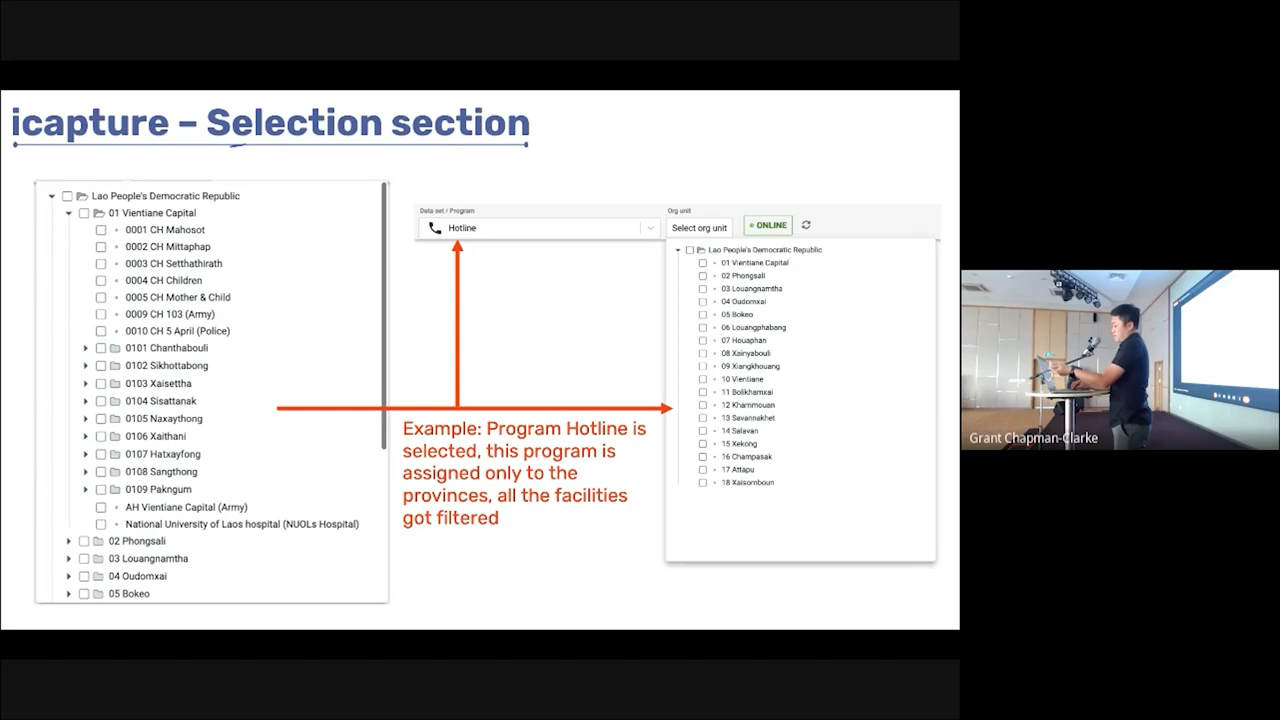 icapture – Selection section
Lao People's Democratic Republic
01 Vientiane Capital
0001 CH Mahosot
0002 CH Mittaphap
0003 CH Setthathirath
0004 CH Children
0005 CH Mother & Child
0009 CH 103 (Army)
0010 CH 5 April (Police)
0101 Chanthabouli
0102 Sikhottabong
0103 Xaisettha
0104 Sisattanak
0105 Naxaythong
0106 Xaithani
0107 Hatxayfong
0108 Sangthong
0109 Pakngum
AH Vientiane Capital (Army)
National University of Laos hospital (NUOLs Hospital)
02 Phongsali
03 Louangnamtha
04 Oudomxai
05 Bokeo
Data set / Program
Hotline
Org unit
Select org unit
ONLINE
Lao People's Democratic Republic
01 Vientiane Capital
02 Phongsali
03 Louangnamtha
04 Oudomxai
05 Bokeo
06 Louangphabang
07 Houaphan
08 Xainyabouli
09 Xiangkhouang
10 Vientiane
11 Bolikhamxai
12 Khammouan
13 Savannakhet
14 Salavan
15 Xekong
16 Champasak
17 Attapu
18 Xaisomboun
Example: Program Hotline is
selected, this program is
assigned only to the
provinces, all the facilities
got filtered
Grant Chapman-Clarke